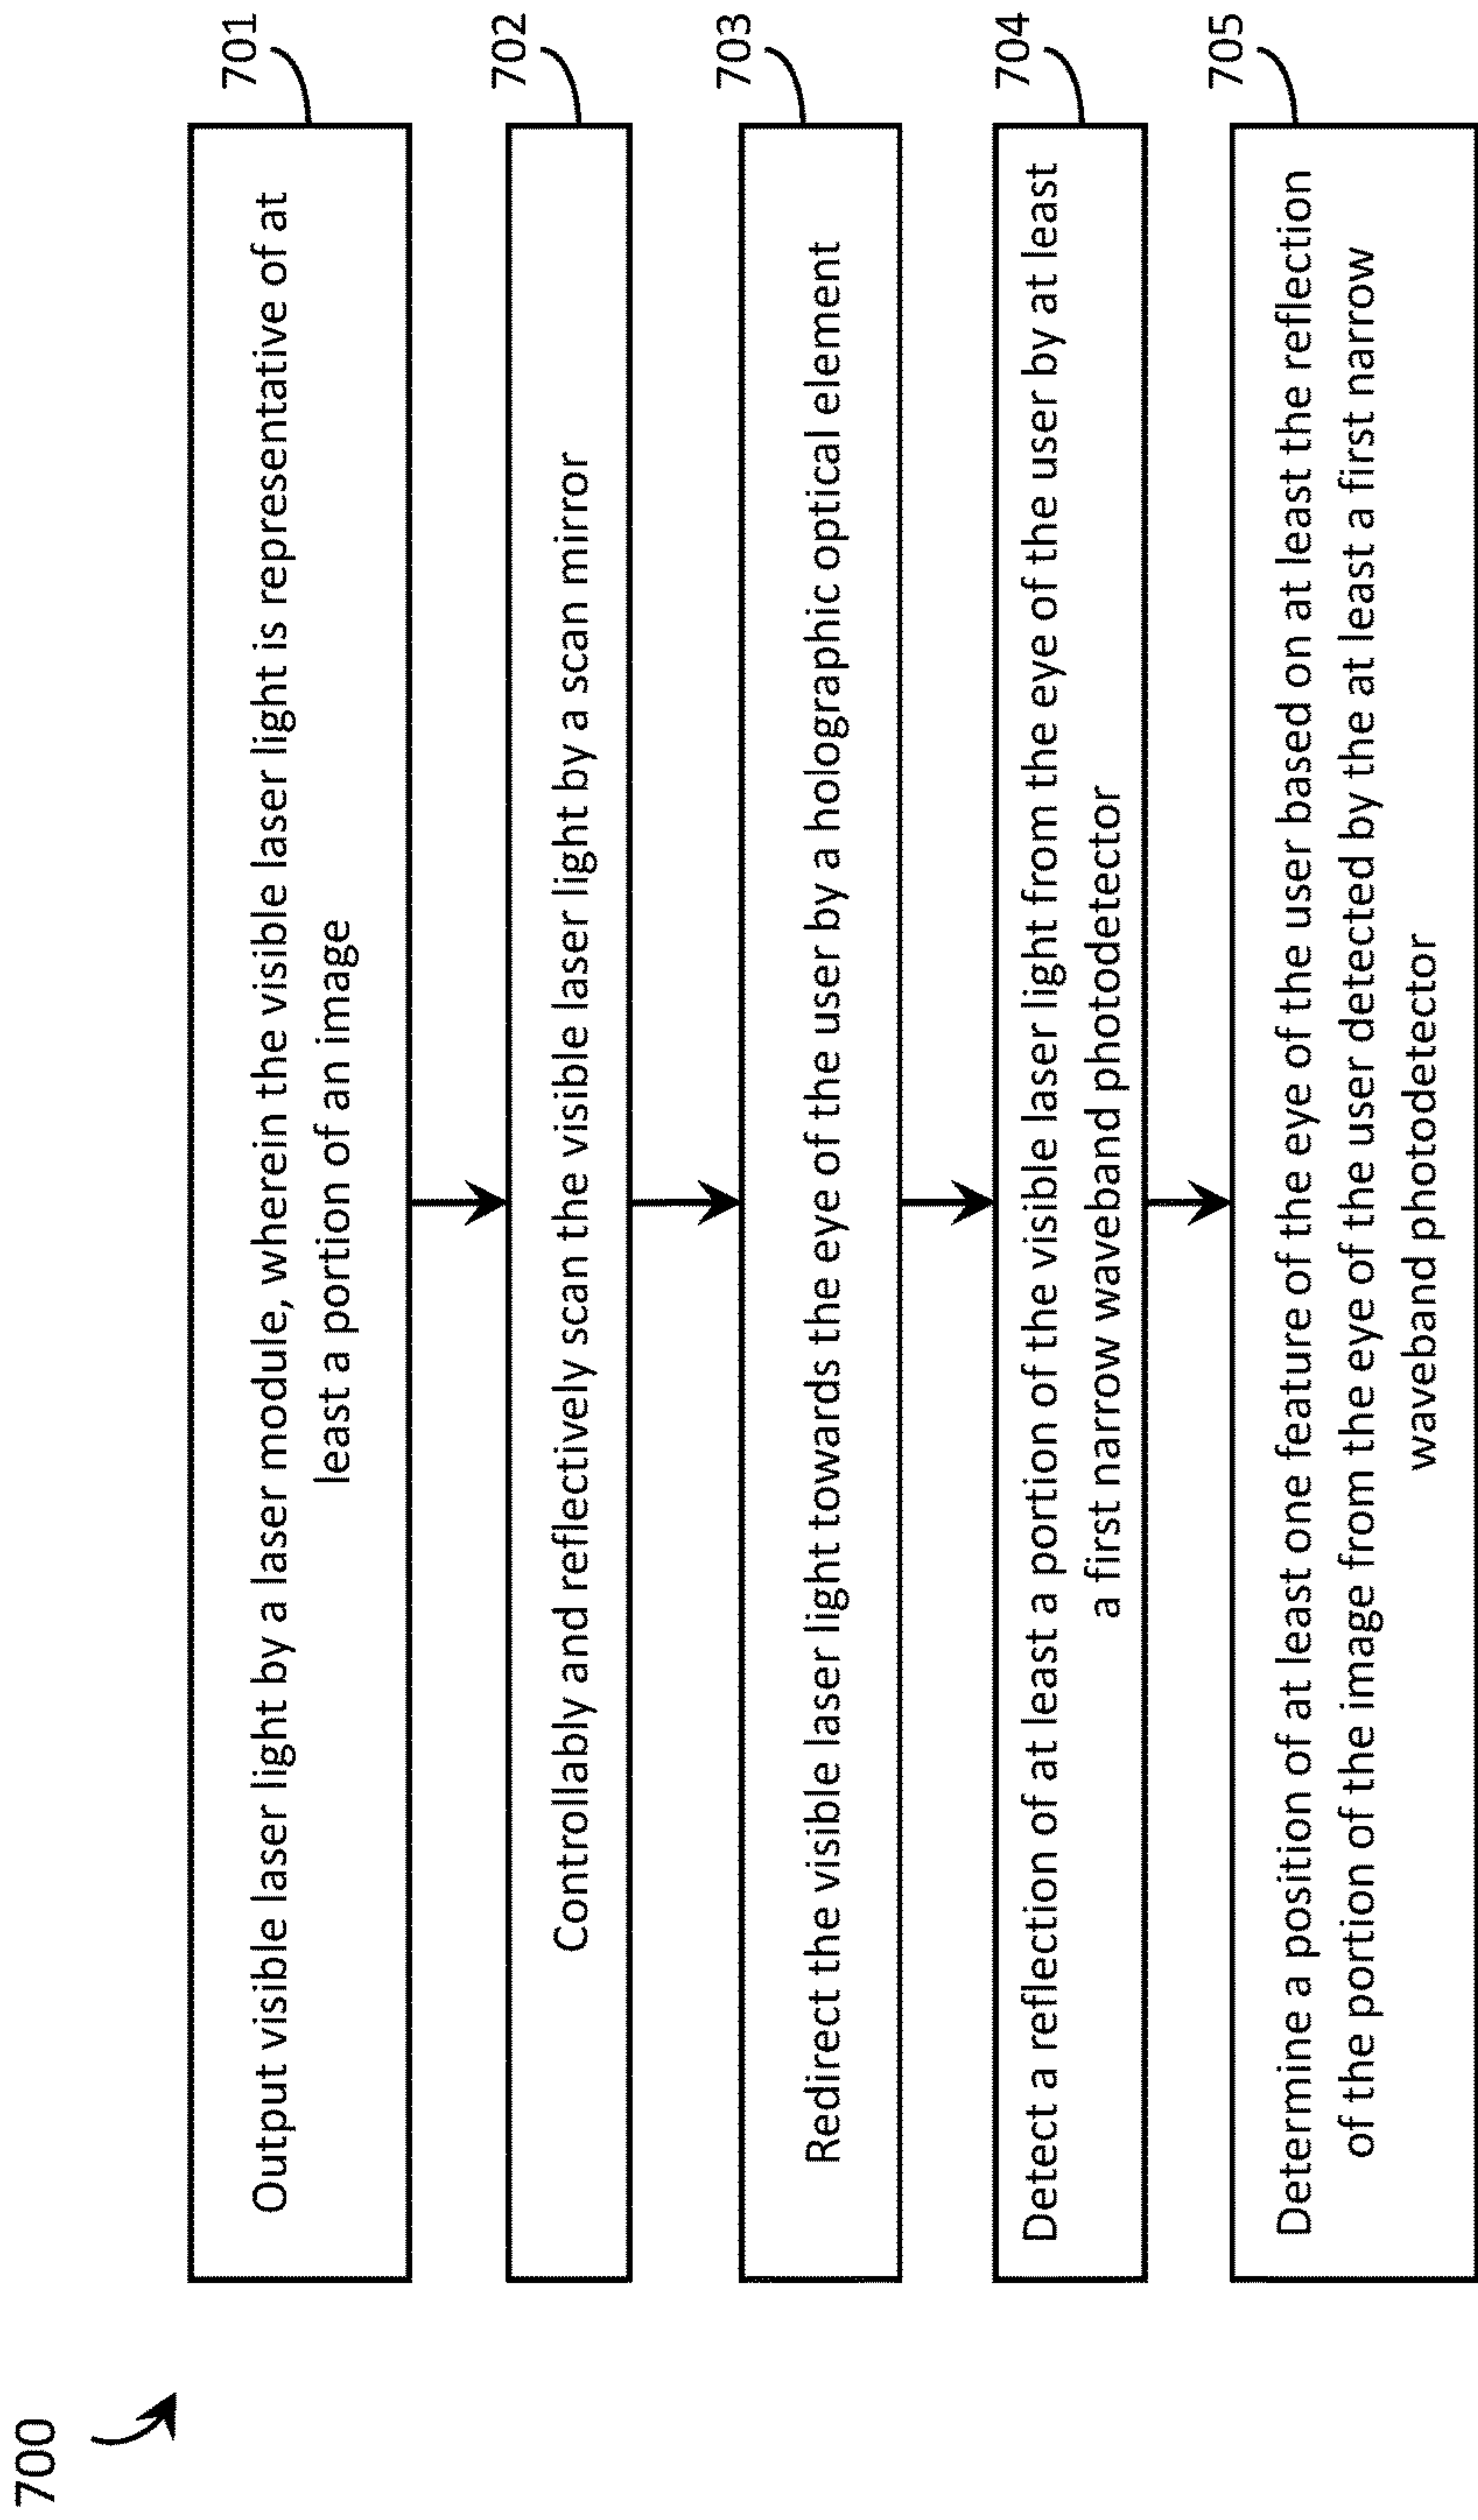 700
701
Output visible laser light by a laser module, wherein the visible laser light is representative of at
least a portion of an image
702
Controllably and reflectively scan the visible laser light by a scan mirror
703
Redirect the visible laser light towards the eye of the user by a holographic optical element
704
Detect a reflection of at least a portion of the visible laser light from the eye of the user by at least
a first narrow waveband photodetector
705
Determine a position of at least one feature of the eye of the user based on at least the reflection
of the portion of the image from the eye of the user detected by the at least a first narrow
waveband photodetector